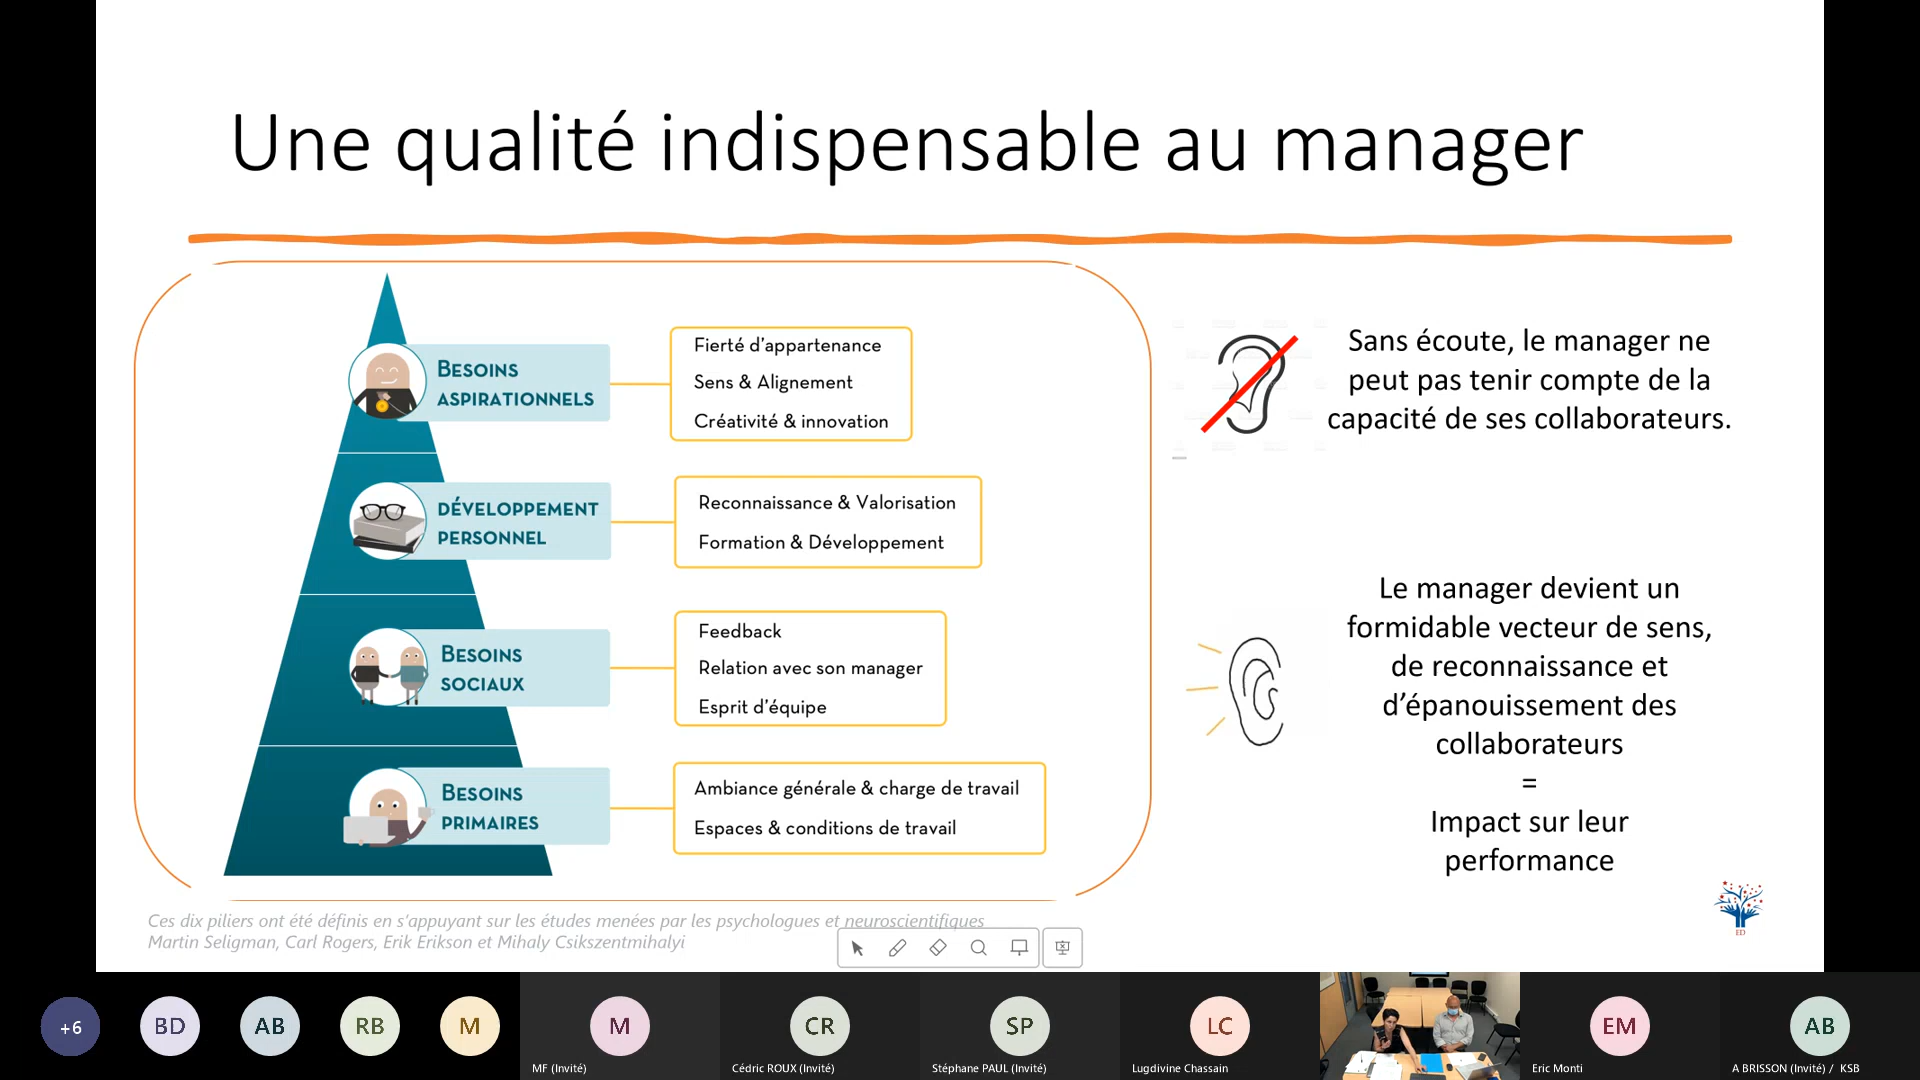 Une qualité indispensable au manager
BESOINS
ASPIRATIONNELS
Fierté d'appartenance
Sens & Alignement
Créativité & innovation
DÉVELOPPEMENT
PERSONNEL
Reconnaissance & Valorisation
Formation & Développement
BESOINS
SOCIAUX
Feedback
Relation avec son manager
Esprit d'équipe
BESOINS
PRIMAIRES
Ambiance générale & charge de travail
Espaces & conditions de travail
Sans écoute, le manager ne
peut pas tenir compte de la
capacité de ses collaborateurs.
Le manager devient un
formidable vecteur de sens,
de reconnaissance et
d'épanouissement des
collaborateurs
=
Impact sur leur
performance
ED
Ces dix piliers ont été définis en s'appuyant sur les études menées par les psychologues et neuroscientifiques
Martin Seligman, Carl Rogers, Erik Erikson et Mihaly Csikszentmihalyi
+6
BD
AB
RB
M
M
CR
SP
LC
EM
AB
MF (Invité)
Cédric ROUX (Invité)
Stéphane PAUL (Invité)
Lugdivine Chassain
Eric Monti
A BRISSON (Invité) / KSB